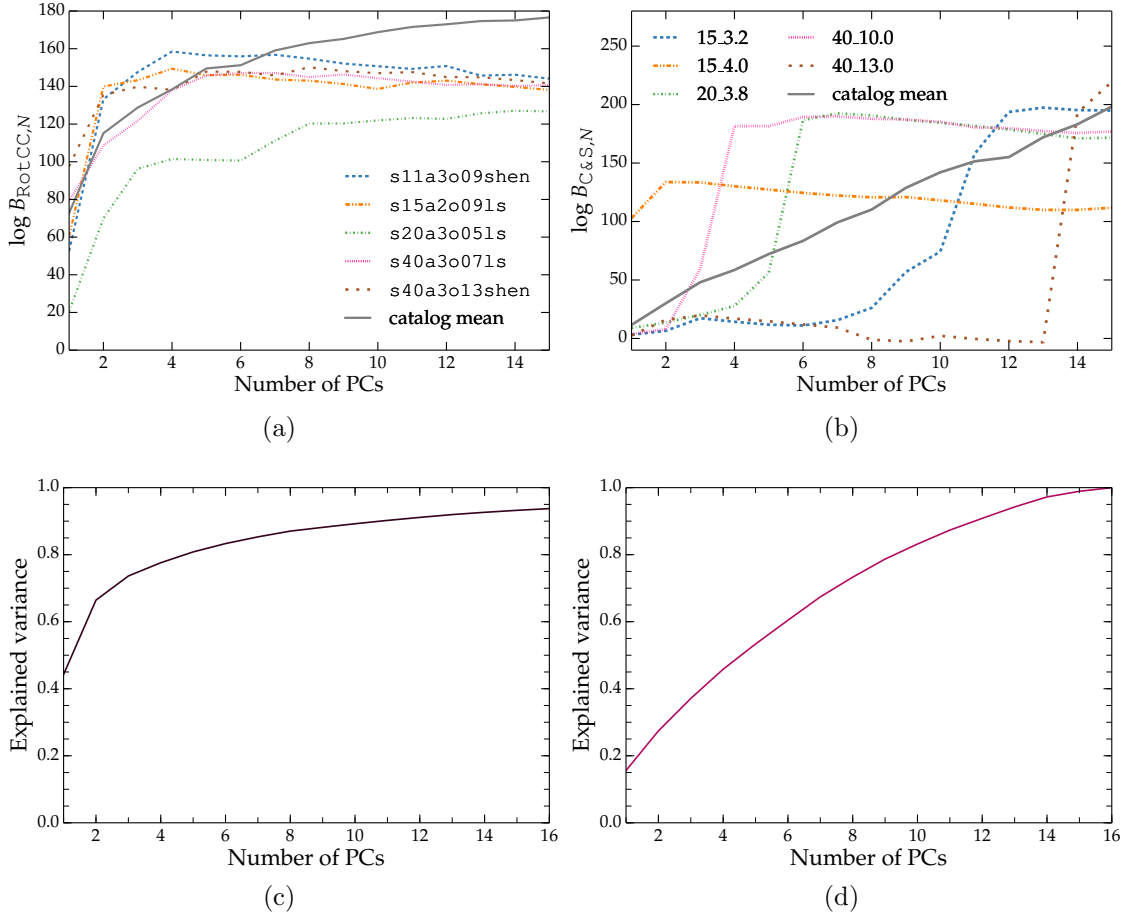 180
160
140
120
100
80
60
40
20
0
log B_RotCC,N
s11a3o09shen
s15a2o09ls
s20a3o05ls
s40a3o07ls
s40a3o13shen
catalog mean
2 4 6 8 10 12 14
Number of PCs
(a)
250
200
150
100
50
0
log B_C&S,N
15_3.2 40_10.0
15_4.0 40_13.0
20_3.8 catalog mean
2 4 6 8 10 12 14
Number of PCs
(b)
1.0
0.8
0.6
0.4
0.2
0.0
Explained variance
2 4 6 8 10 12 14 16
Number of PCs
(c)
1.0
0.8
0.6
0.4
0.2
0.0
Explained variance
2 4 6 8 10 12 14 16
Number of PCs
(d)